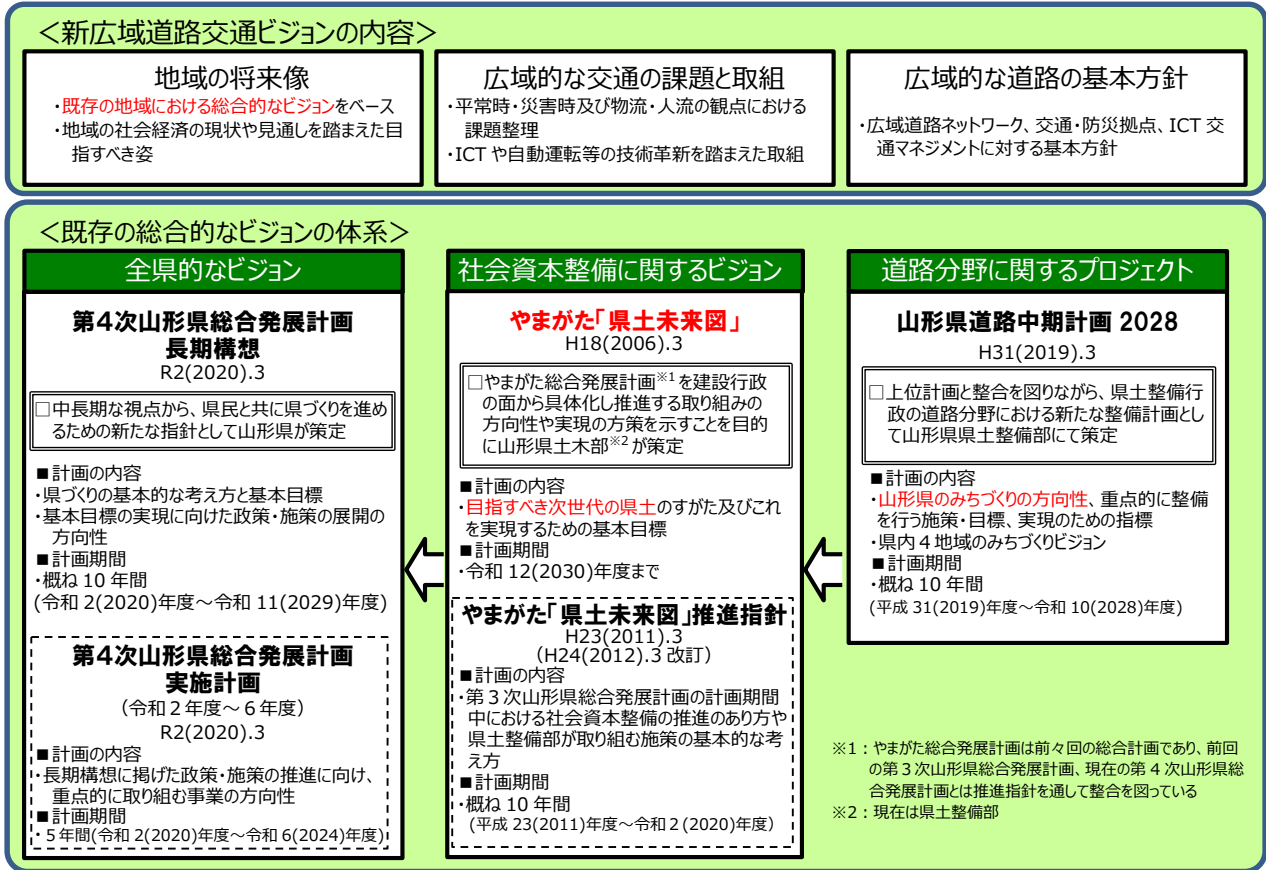 ＜新広域道路交通ビジョンの内容＞
地域の将来像
・既存の地域における総合的なビジョンをベース
・地域の社会経済の現状や見通しを踏まえた目
指すべき姿
広域的な交通の課題と取組
・平常時・災害時及び物流・人流の観点における
課題整理
・ICT や自動運転等の技術革新を踏まえた取組
広域的な道路の基本方針
・広域道路ネットワーク、交通・防災拠点、ICT 交
通マネジメントに対する基本方針
＜既存の総合的なビジョンの体系＞
全県的なビジョン
第４次山形県総合発展計画
長期構想
R2(2020).3
□中長期な視点から、県民と共に県づくりを進め
るための新たな指針として山形県が策定
■計画の内容
・県づくりの基本的な考え方と基本目標
・基本目標の実現に向けた政策・施策の展開の
方向性
■計画期間
・概ね 10 年間
(令和 2(2020)年度～令和 11(2029)年度)
第４次山形県総合発展計画
実施計画
（令和２年度～６年度）
R2(2020).3
■計画の内容
・長期構想に掲げた政策・施策の推進に向け、
重点的に取り組む事業の方向性
■計画期間
・５年間(令和 2(2020)年度～令和 6(2024)年度)
社会資本整備に関するビジョン
やまがた「県土未来図」
H18(2006).3
□やまがた総合発展計画※1 を建設行政
の面から具体化し推進する取り組みの
方向性や実現の方策を示すことを目的
に山形県土木部※2 が策定
■計画の内容
・目指すべき次世代の県土のすがた及びこれ
を実現するための基本目標
■計画期間
・令和 12(2030)年度まで
やまがた「県土未来図」推進指針
H23(2011).3
（H24(2012).3 改訂）
■計画の内容
・第３次山形県総合発展計画の計画期間
中における社会資本整備の推進のあり方や
県土整備部が取り組む施策の基本的な考
え方
■計画期間
・概ね 10 年間
(平成 23(2011)年度～令和２(2020)年度）
道路分野に関するプロジェクト
山形県道路中期計画 2028
H31(2019).3
□上位計画と整合を図りながら、県土整備行
政の道路分野における新たな整備計画とし
て山形県県土整備部にて策定
■計画の内容
・山形県のみちづくりの方向性、重点的に整備
を行う施策・目標、実現のための指標
・県内４地域のみちづくりビジョン
■計画期間
・概ね 10 年間
(平成 31(2019)年度～令和 10(2028)年度)
※1：やまがた総合発展計画は前々回の総合計画であり、前回
の第３次山形県総合発展計画、現在の第４次山形県総
合発展計画とは推進指針を通して整合を図っている
※2：現在は県土整備部